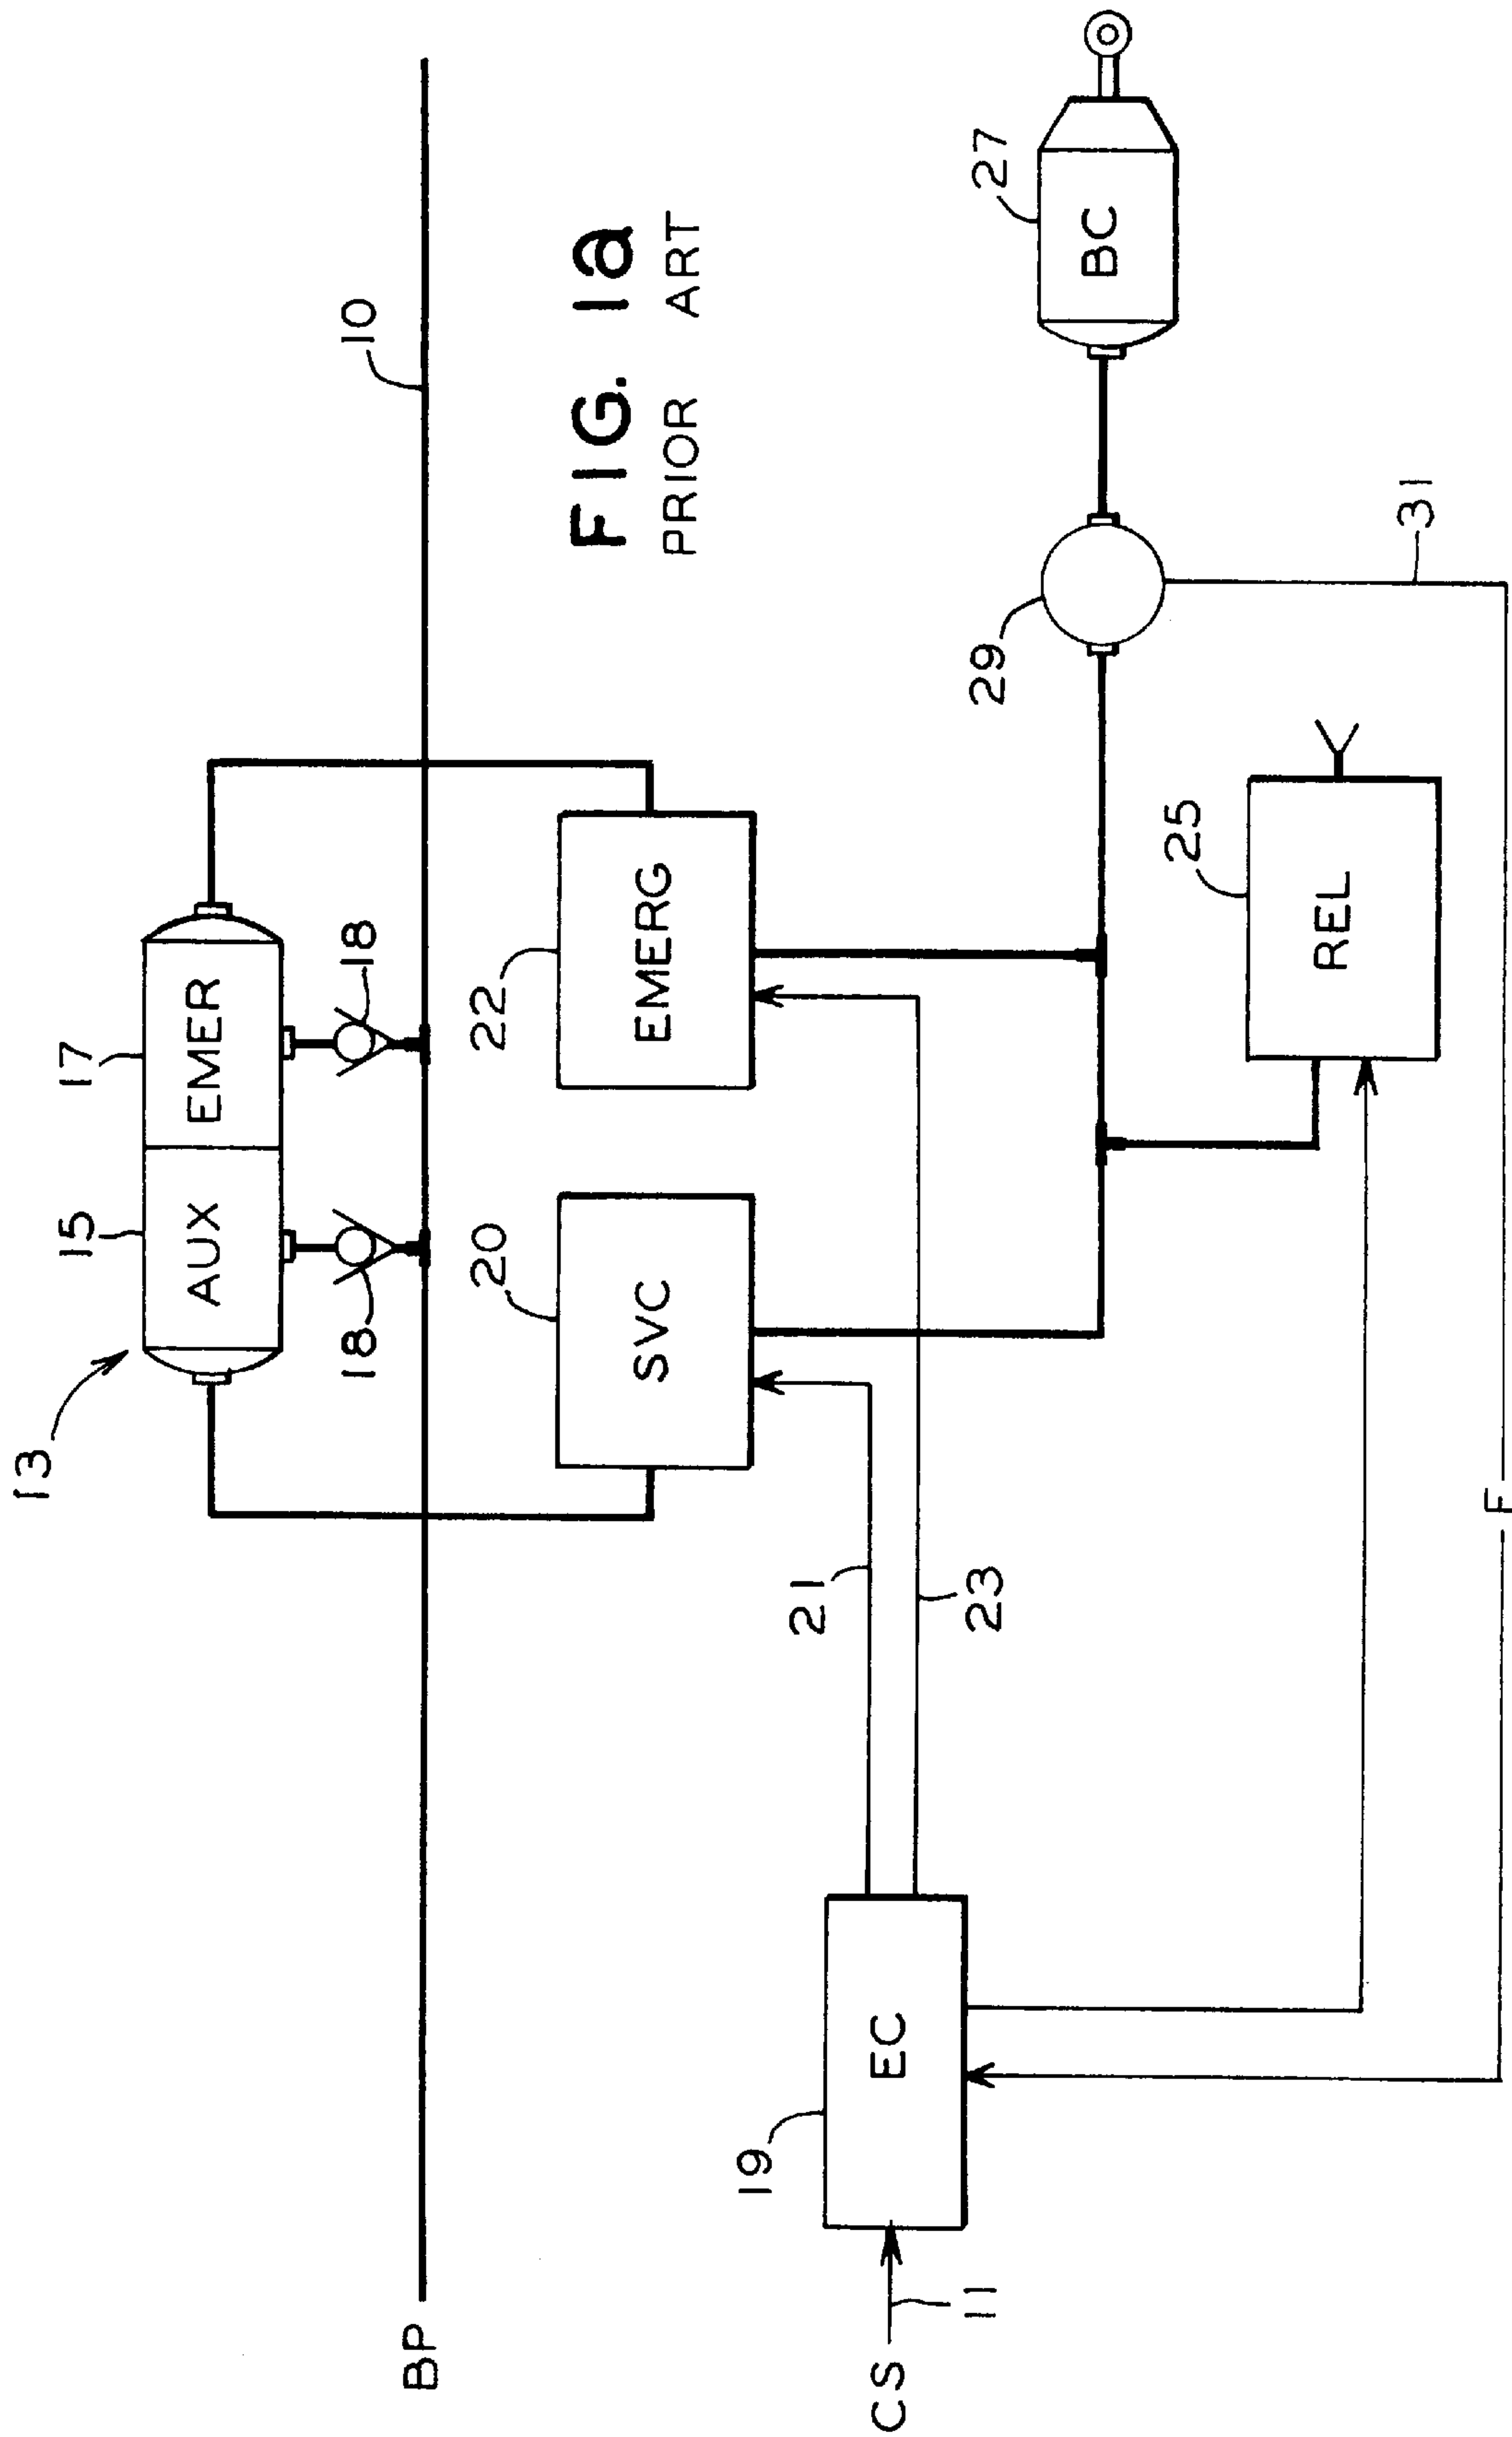 13
15
17
AUX
EMER
18
18
10
BP
FIG. 1a
PRIOR ART
20
22
SVC
EMERG
21
23
19
EC
CS
11
29
27
BC
25
REL
31
F